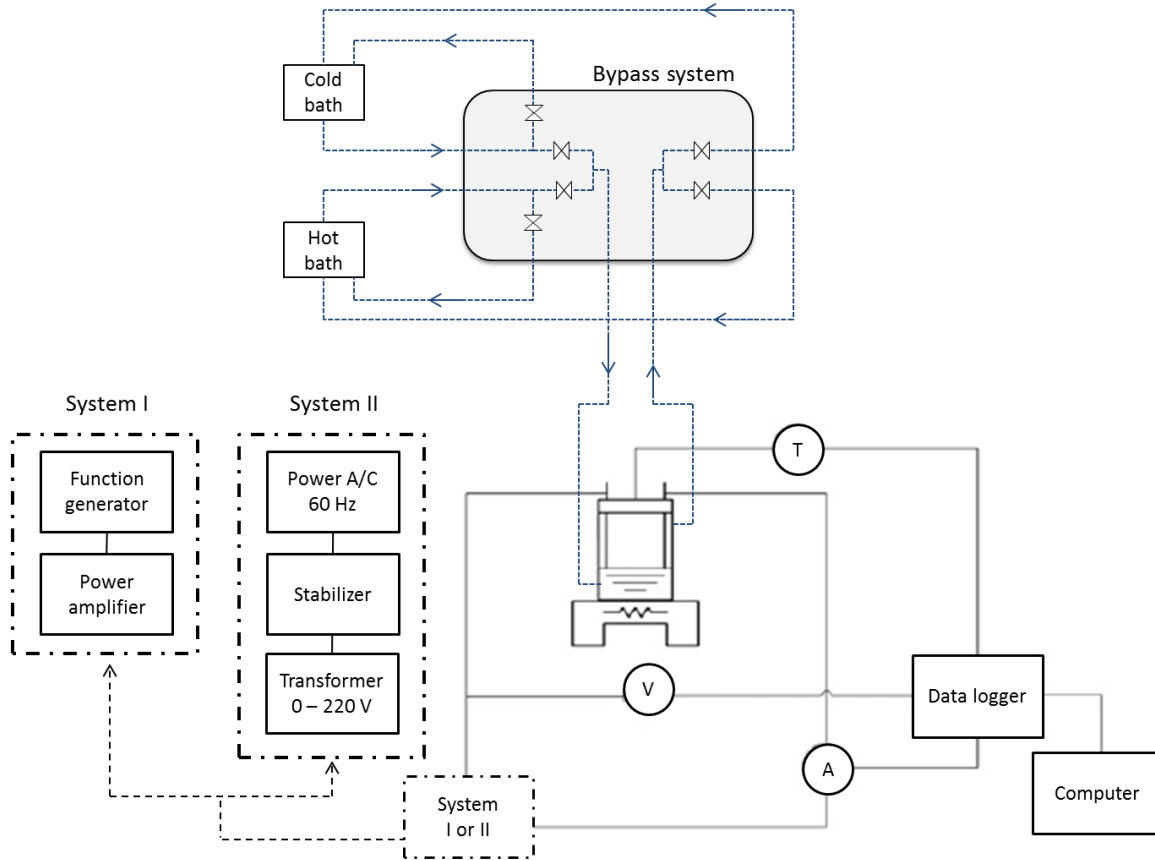 Bypass system
Cold
bath
Hot
bath
System I
System II
Function
generator
Power
amplifier
Power A/C
60 Hz
Stabilizer
Transformer
0 – 220 V
T
V
A
Data logger
Computer
System
I or II